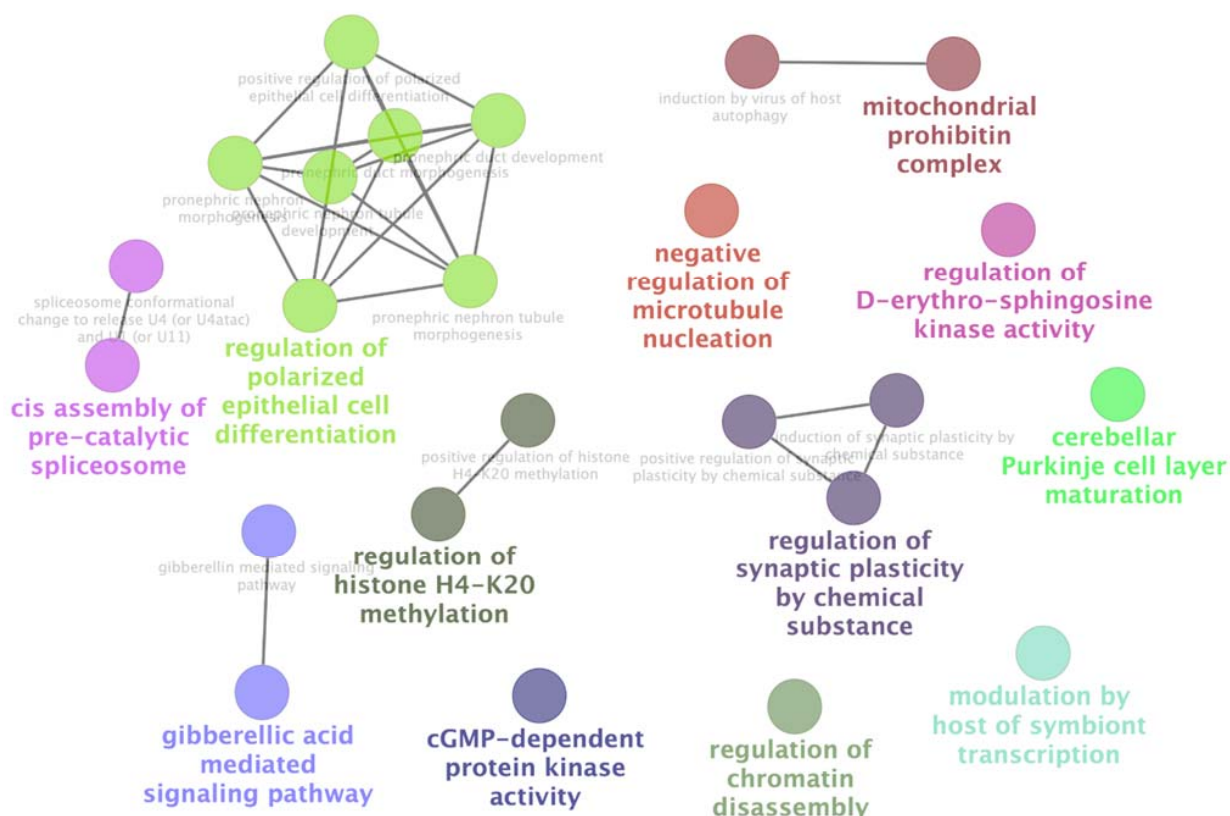 positive regulation of polarized
epithelial cell differentiation
pronephric duct development
pronephric duct morphogenesis
pronephric nephron
morphogenesis
pronephric nephron tubule
development
pronephric nephron tubule
morphogenesis
regulation of
polarized
epithelial cell
differentiation
induction by virus of host
autophagy
mitochondrial
prohibitin
complex
negative
regulation of
microtubule
nucleation
regulation of
D-erythro-sphingosine
kinase activity
spliceosome conformational
change to release U4 (or U4atac)
and U1 (or U11)
cis assembly of
pre-catalytic
spliceosome
positive regulation of histone
H4-K20 methylation
regulation of
histone H4-K20
methylation
induction of synaptic plasticity by
chemical substance
positive regulation of synaptic
plasticity by chemical substance
regulation of
synaptic plasticity
by chemical
substance
cerebellar
Purkinje cell layer
maturation
gibberellin mediated signaling
pathway
gibberellic acid
mediated
signaling pathway
cGMP-dependent
protein kinase
activity
regulation of
chromatin
disassembly
modulation by
host of symbiont
transcription